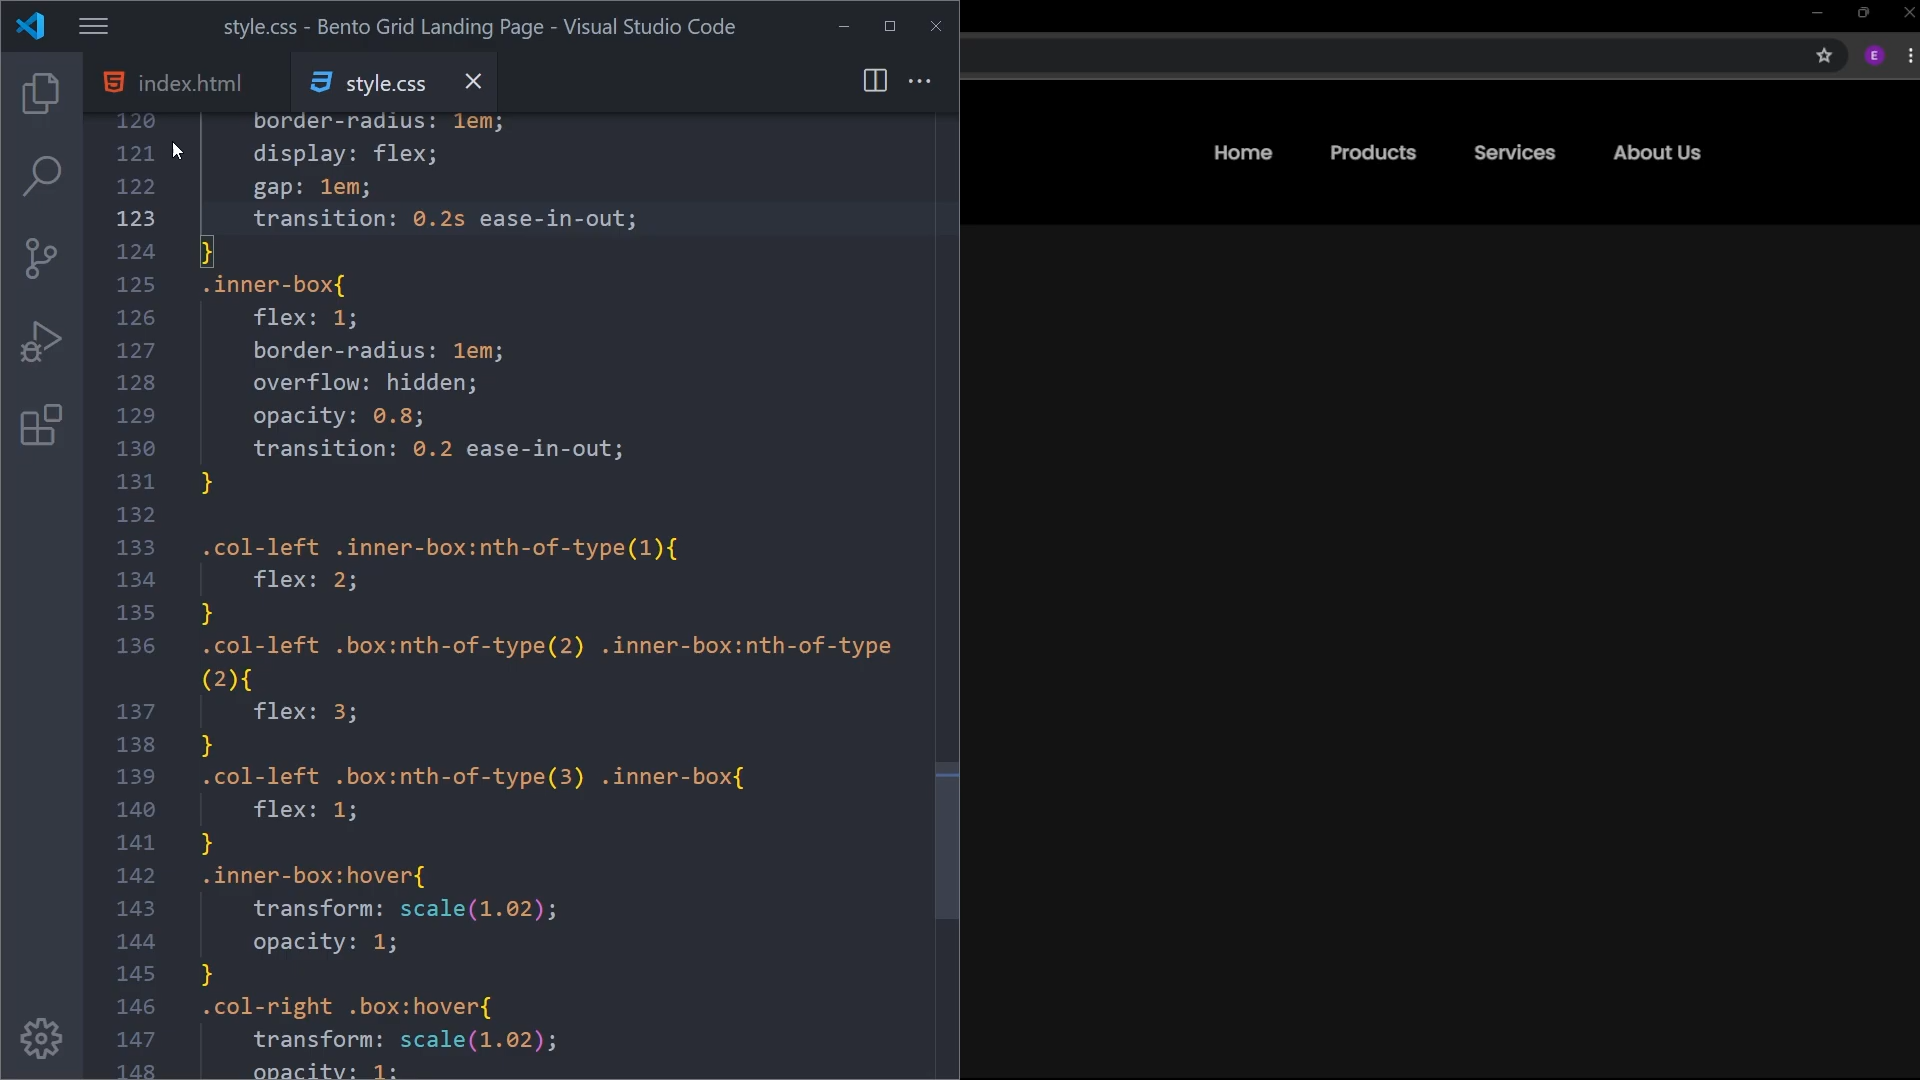 style.css - Bento Grid Landing Page - Visual Studio Code
index.html
style.css
E
Home
Products
Services
About Us
120 border-radius: 1em;
121 display: flex;
122 gap: 1em;
123 transition: 0.2s ease-in-out;
124 }
125 .inner-box{
126 flex: 1;
127 border-radius: 1em;
128 overflow: hidden;
129 opacity: 0.8;
130 transition: 0.2 ease-in-out;
131 }
132
133 .col-left .inner-box:nth-of-type(1){
134 flex: 2;
135 }
136 .col-left .box:nth-of-type(2) .inner-box:nth-of-type
(2){
137 flex: 3;
138 }
139 .col-left .box:nth-of-type(3) .inner-box{
140 flex: 1;
141 }
142 .inner-box:hover{
143 transform: scale(1.02);
144 opacity: 1;
145 }
146 .col-right .box:hover{
147 transform: scale(1.02);
148 opacity: 1;